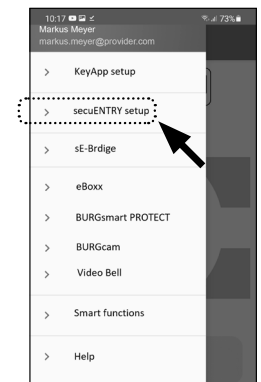 10:17
73%
Markus Meyer
markus.meyer@provider.com
> KeyApp setup
> secuENTRY setup
> sE-Brdige
> eBoxx
> BURGsmart PROTECT
> BURGcam
> Video Bell
> Smart functions
> Help